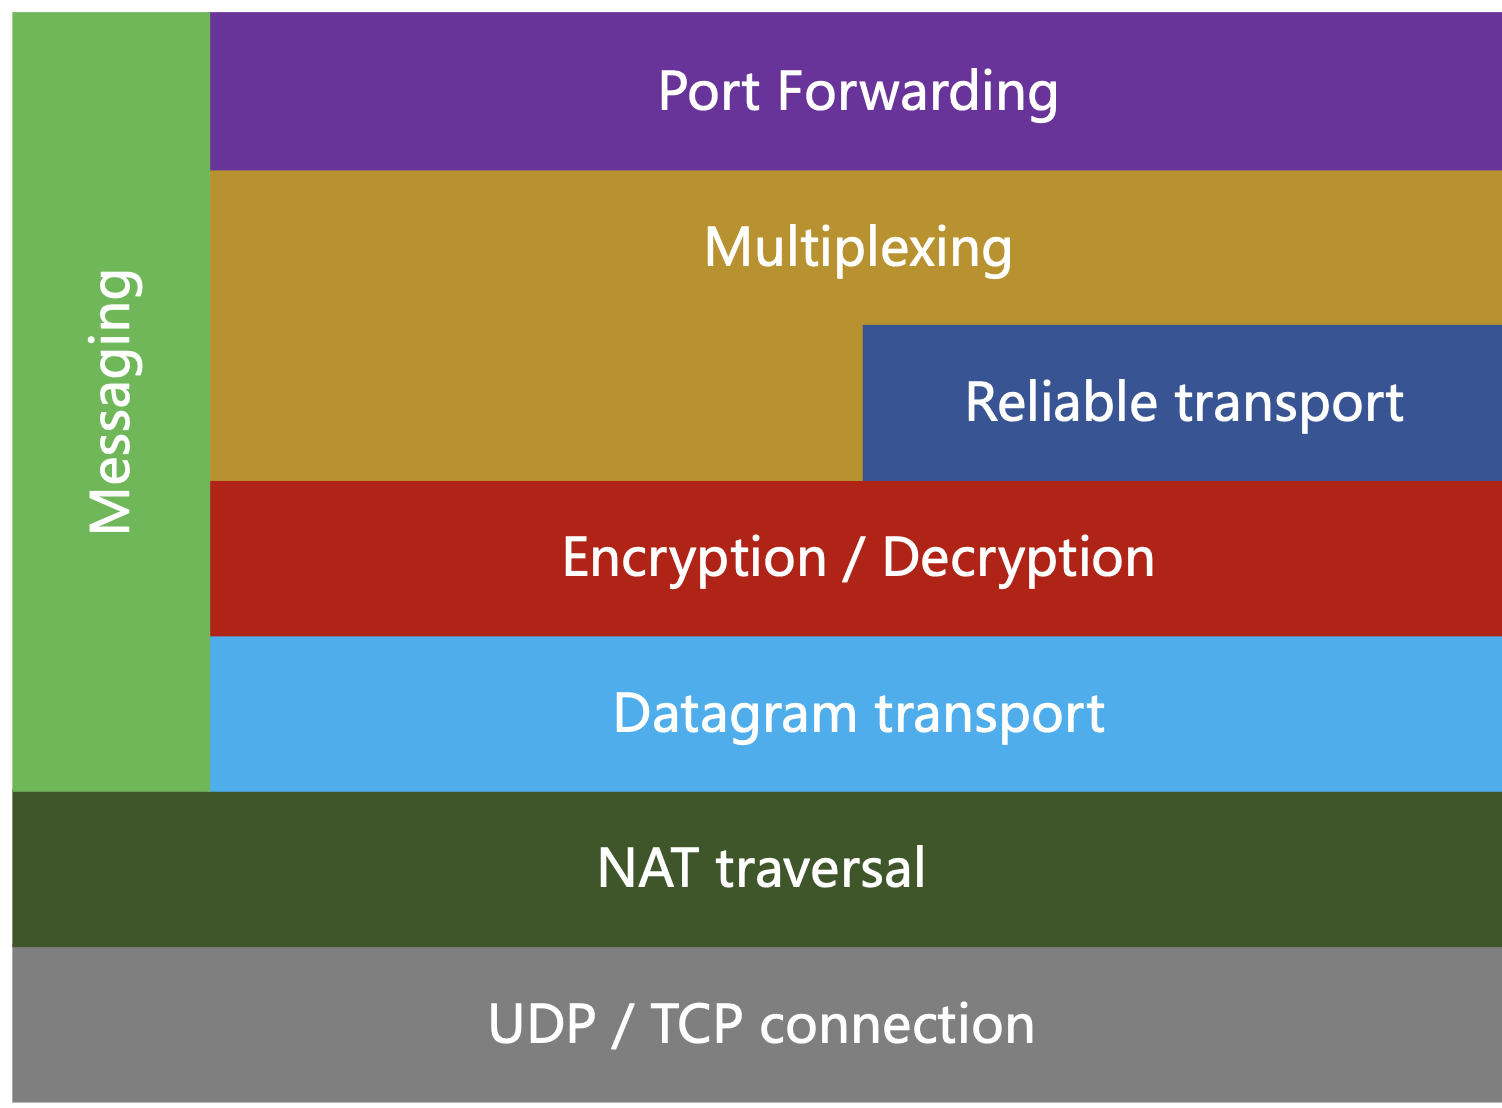 Messaging
Port Forwarding
Multiplexing
Reliable transport
Encryption / Decryption
Datagram transport
NAT traversal
UDP / TCP connection